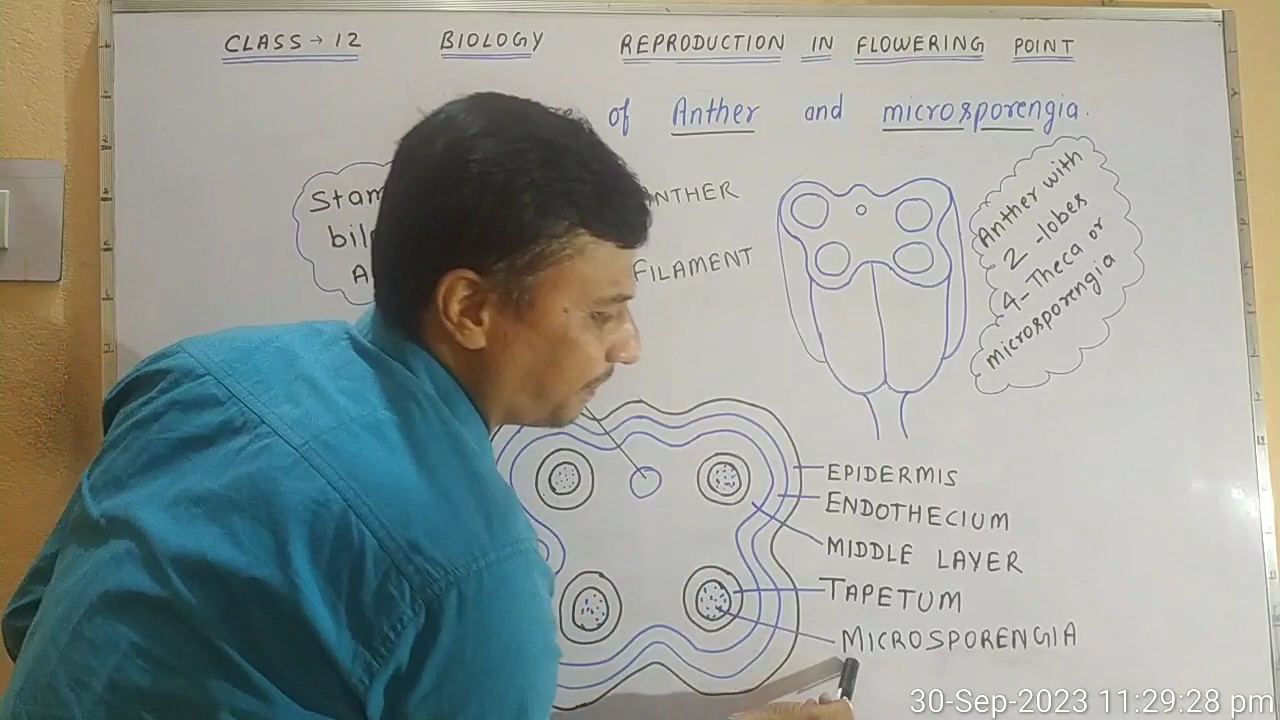 CLASS → 12 BIOLOGY REPRODUCTION IN FLOWERING POINT
of Anther and microsporengia.
Stam
bil
A
ANTHER
FILAMENT
Anther with
2 - lobes
4 - Theca or
microsporengia
EPIDERMIS
ENDOTHECIUM
MIDDLE LAYER
TAPETUM
MICROSPORENGIA
30-Sep-2023 11:29:28 pm